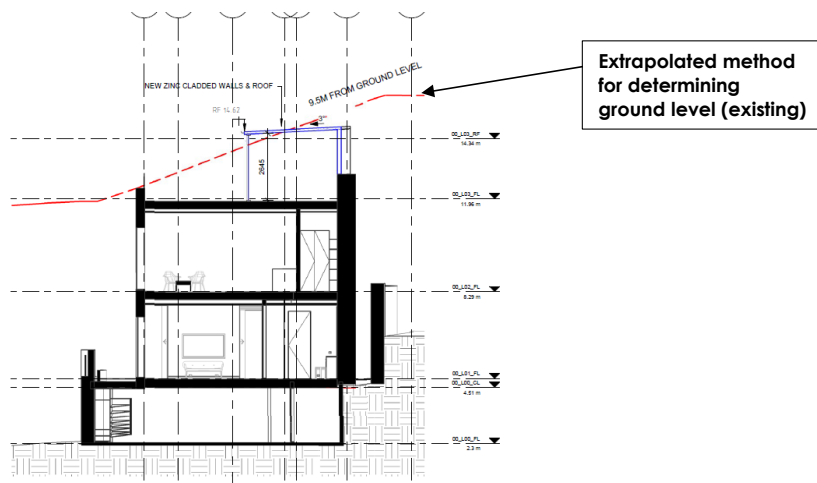 Extrapolated method
for determining
ground level (existing)
NEW ZINC CLADDED WALLS & ROOF
9.5M FROM GROUND LEVEL
RF 14.62
3°
2645
00_L03_RF
14.34 m
00_L03_FL
11.96 m
00_L02_FL
8.29 m
00_L01_FL
00_L00_CL
4.51 m
00_L00_FL
2.3 m